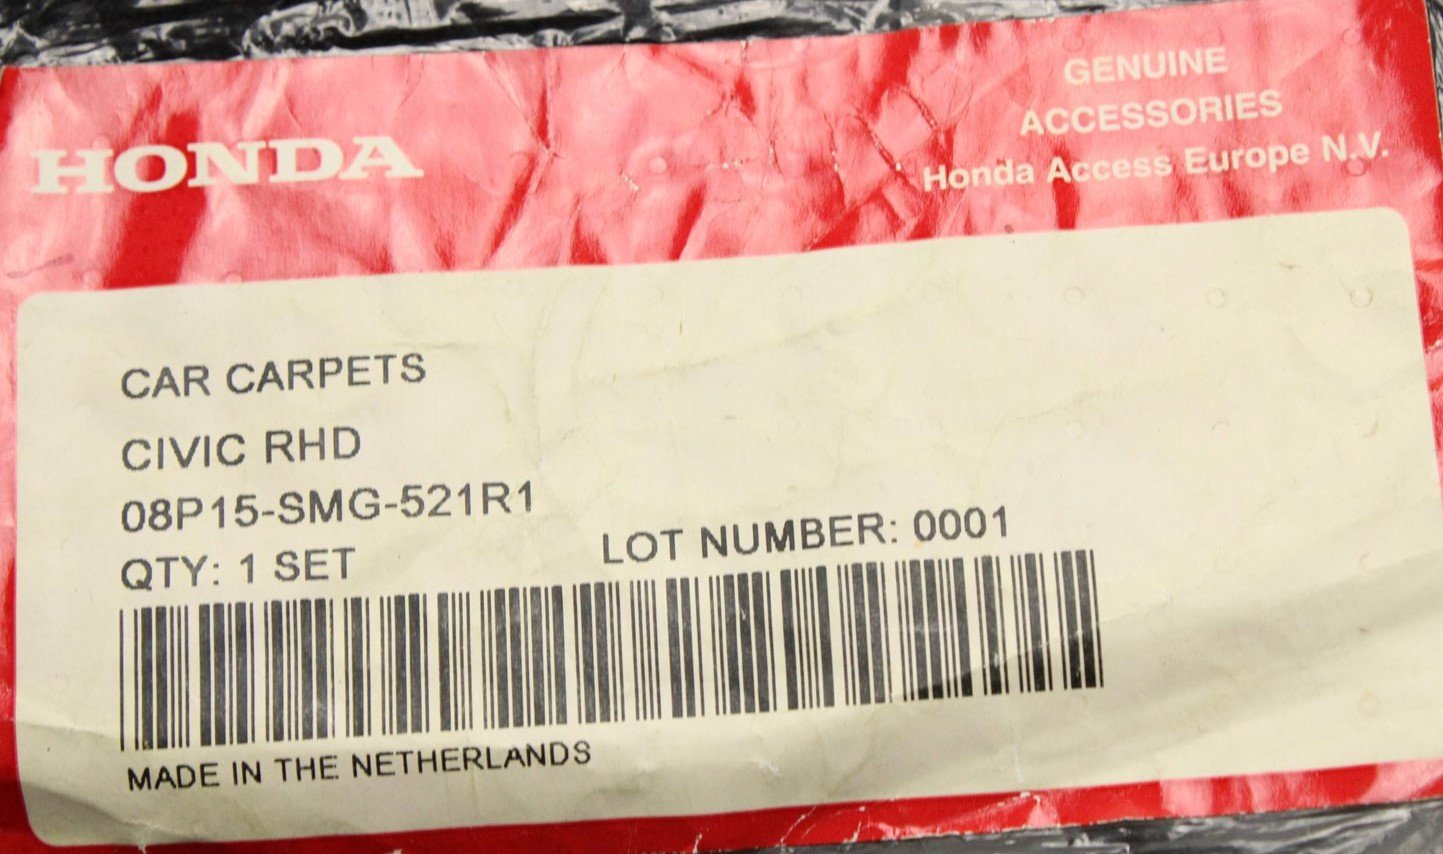 HONDA
GENUINE
ACCESSORIES
Honda Access Europe N.V.
CAR CARPETS
CIVIC RHD
08P15-SMG-521R1
QTY: 1 SET
LOT NUMBER: 0001
MADE IN THE NETHERLANDS